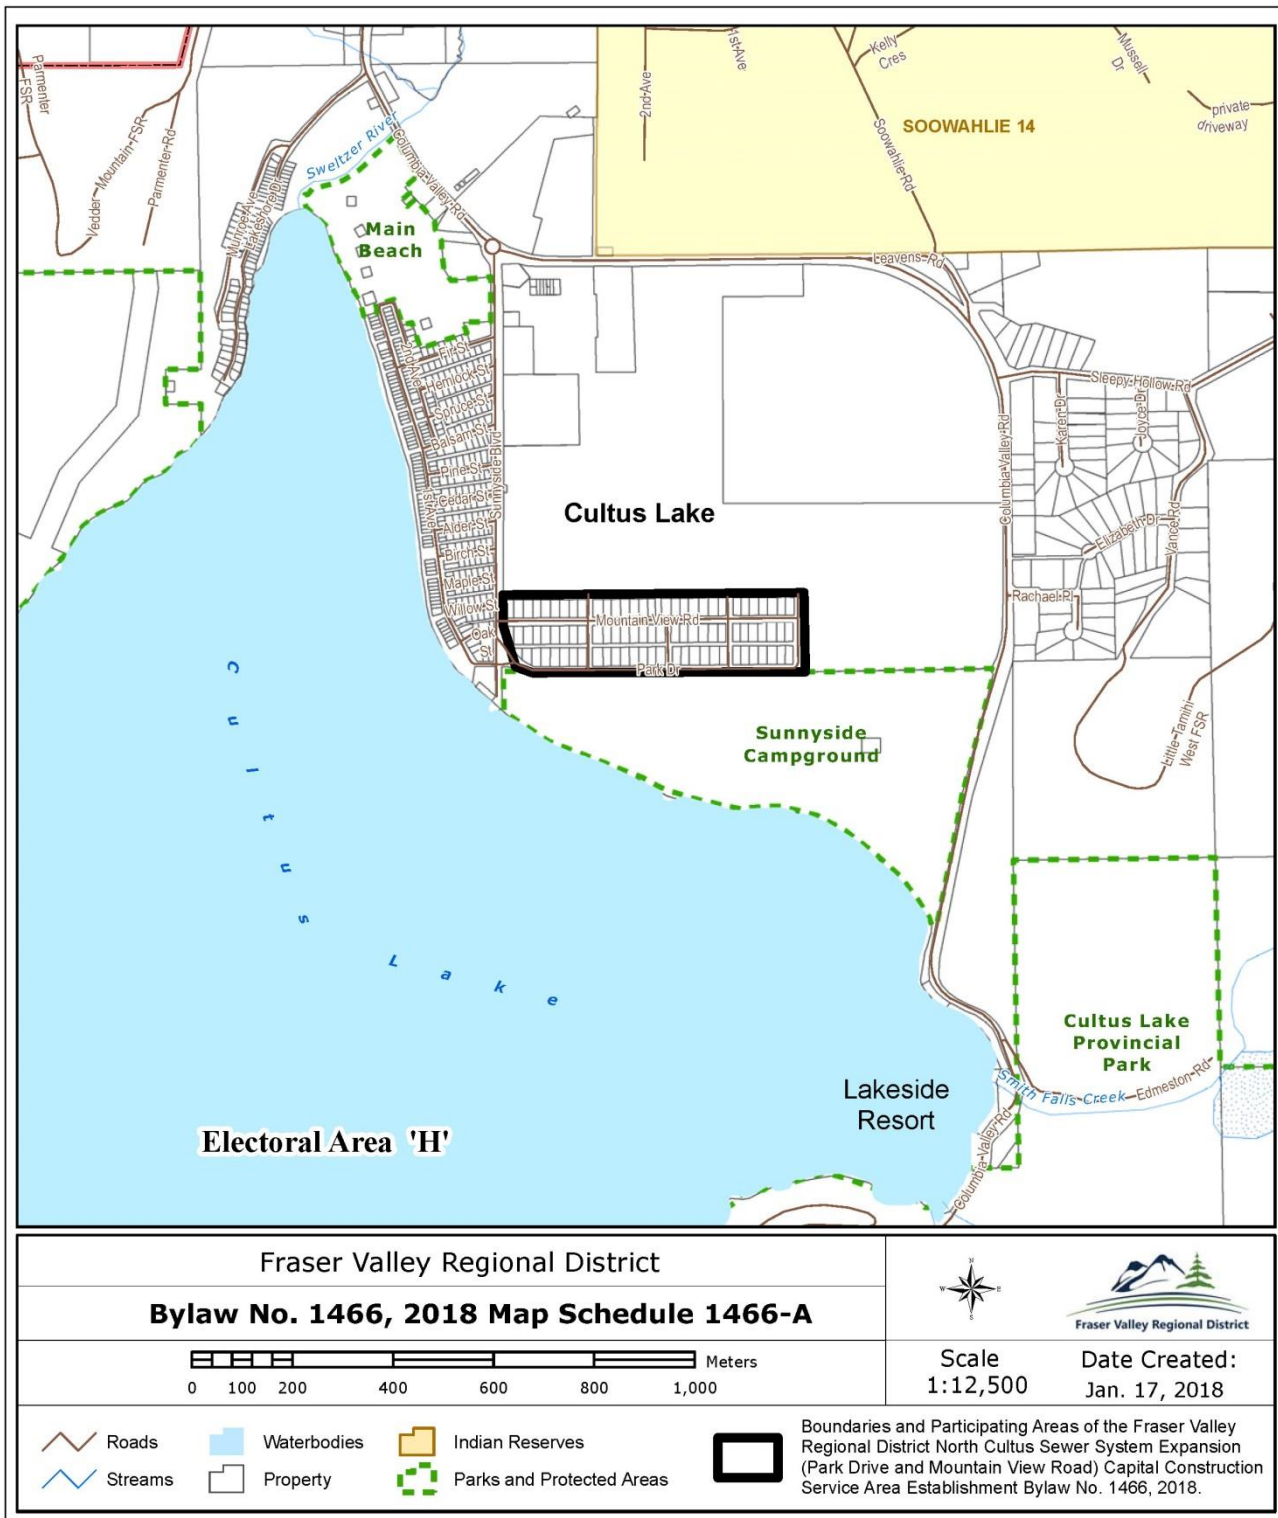 Parmenter
FSR
Vedder Mountain FSR
Parmenter Rd
Munroe Ave
Lakeshore Dr
Sweltzer River
Columbia Valley Rd
Main
Beach
2nd Ave
1st Ave
Kelly
Cres
Mussell
Dr
private
driveway
SOOWAHLIE 14
Soowahlie Rd
Leavens Rd
2nd Ave
Fir St
Hemlock St
Spruce St
Balsam St
Pine St
Cedar St
Alder St
Birch St
Maple St
Willow St
Oak
St
1st Ave
Sunnyside Blvd
Cultus Lake
Columbia Valley Rd
Sleepy Hollow Rd
Karen Dr
Joyce Dr
Elizabeth Dr
Vance Rd
Rachael Pl
Mountain View Rd
Park Dr
Little Tamihi
West FSR
Sunnyside
Campground
Cultus Lake
Cultus Lake
Provincial
Park
Smith Falls Creek
Edmeston Rd
Columbia Valley Rd
Lakeside
Resort
Electoral Area 'H'
Fraser Valley Regional District
Bylaw No. 1466, 2018 Map Schedule 1466-A
Meters
0 100 200 400 600 800 1,000
N
W E
S
Fraser Valley Regional District
Scale
1:12,500
Date Created:
Jan. 17, 2018
Roads
Waterbodies
Indian Reserves
Streams
Property
Parks and Protected Areas
Boundaries and Participating Areas of the Fraser Valley
Regional District North Cultus Sewer System Expansion
(Park Drive and Mountain View Road) Capital Construction
Service Area Establishment Bylaw No. 1466, 2018.